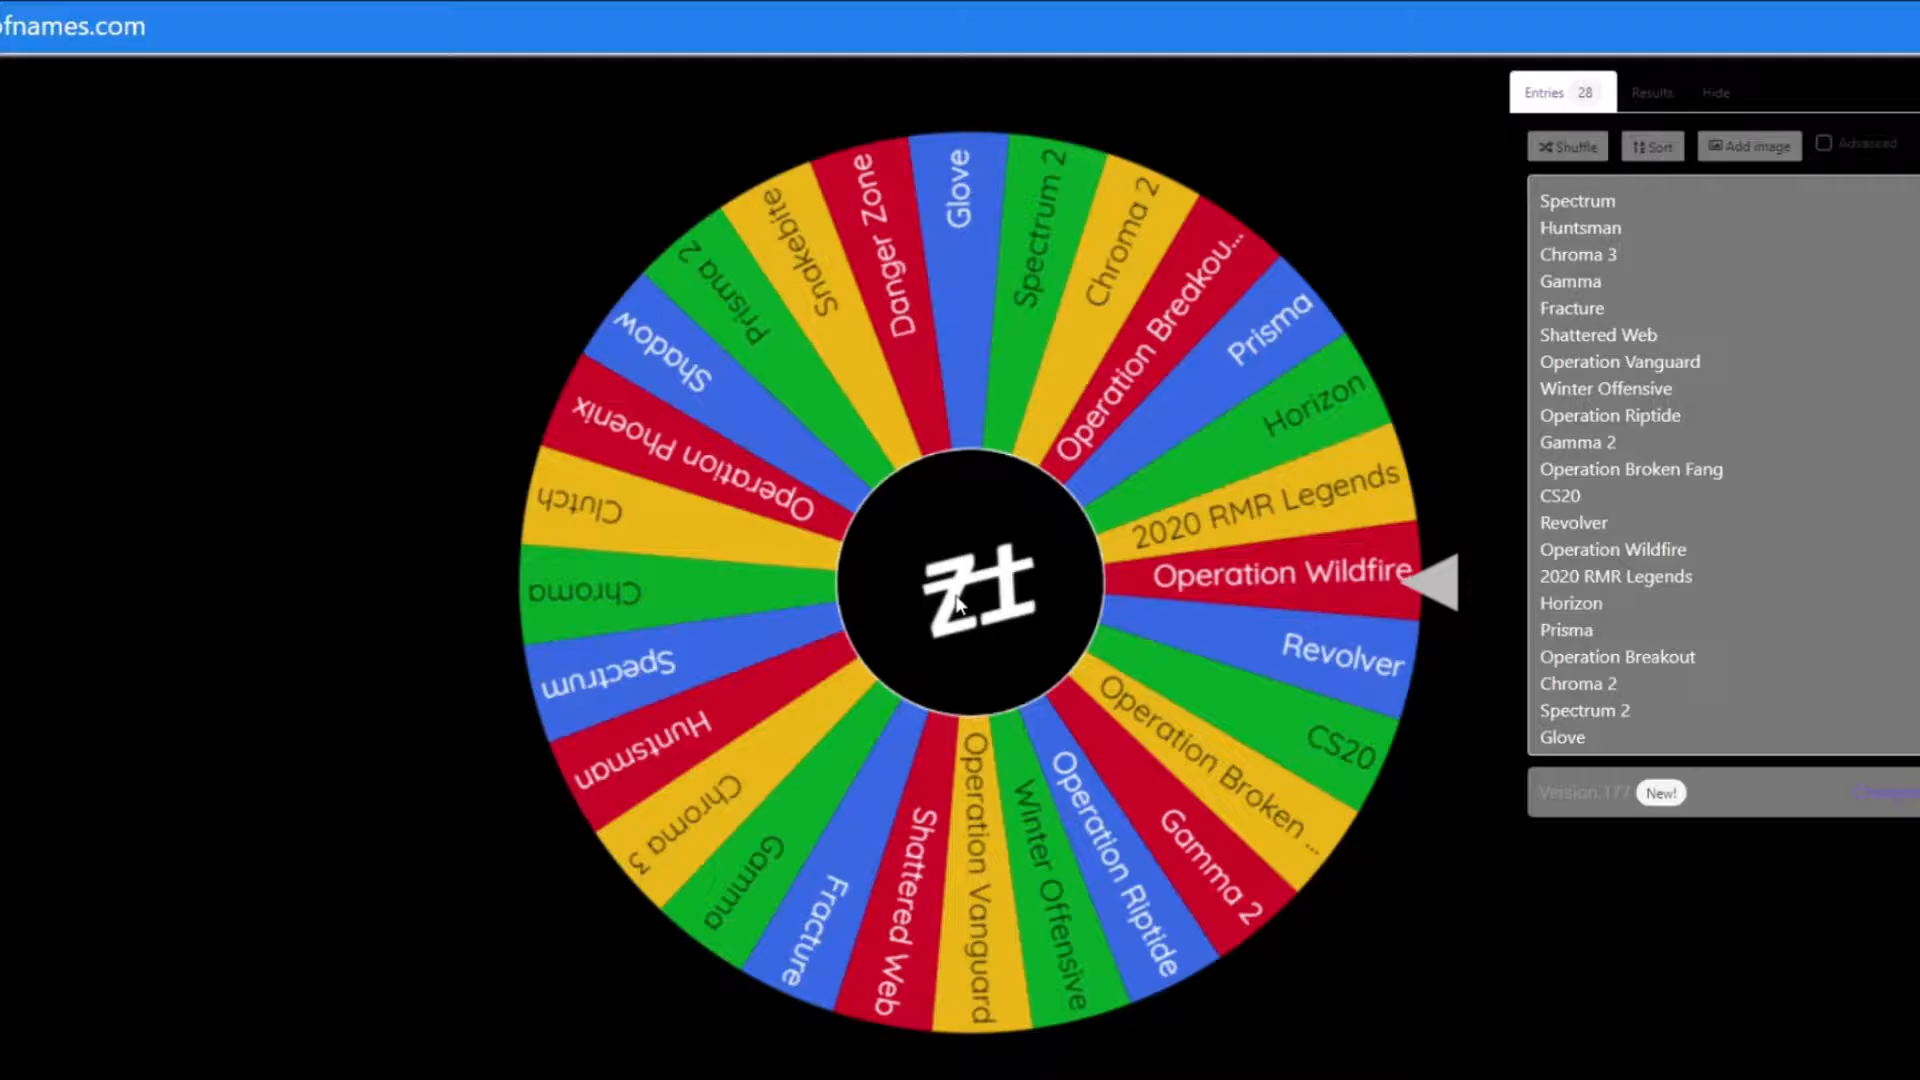 ofnames.com
Entries 28
Results
Hide
Shuffle
Sort
Add image
Advanced
Glove
Spectrum 2
Chroma 2
Operation Breakou...
Prisma
Horizon
2020 RMR Legends
Operation Wildfire
Revolver
CS20
Operation Broken ...
Gamma 2
Operation Riptide
Winter Offensive
Operation Vanguard
Shattered Web
Fracture
Gamma
Chroma 3
Huntsman
Spectrum
Chroma
Clutch
Operation Phoenix
Shadow
Prisma 2
Snakebite
Danger Zone
Spectrum
Huntsman
Chroma 3
Gamma
Fracture
Shattered Web
Operation Vanguard
Winter Offensive
Operation Riptide
Gamma 2
Operation Broken Fang
CS20
Revolver
Operation Wildfire
2020 RMR Legends
Horizon
Prisma
Operation Breakout
Chroma 2
Spectrum 2
Glove
Version 177 New!